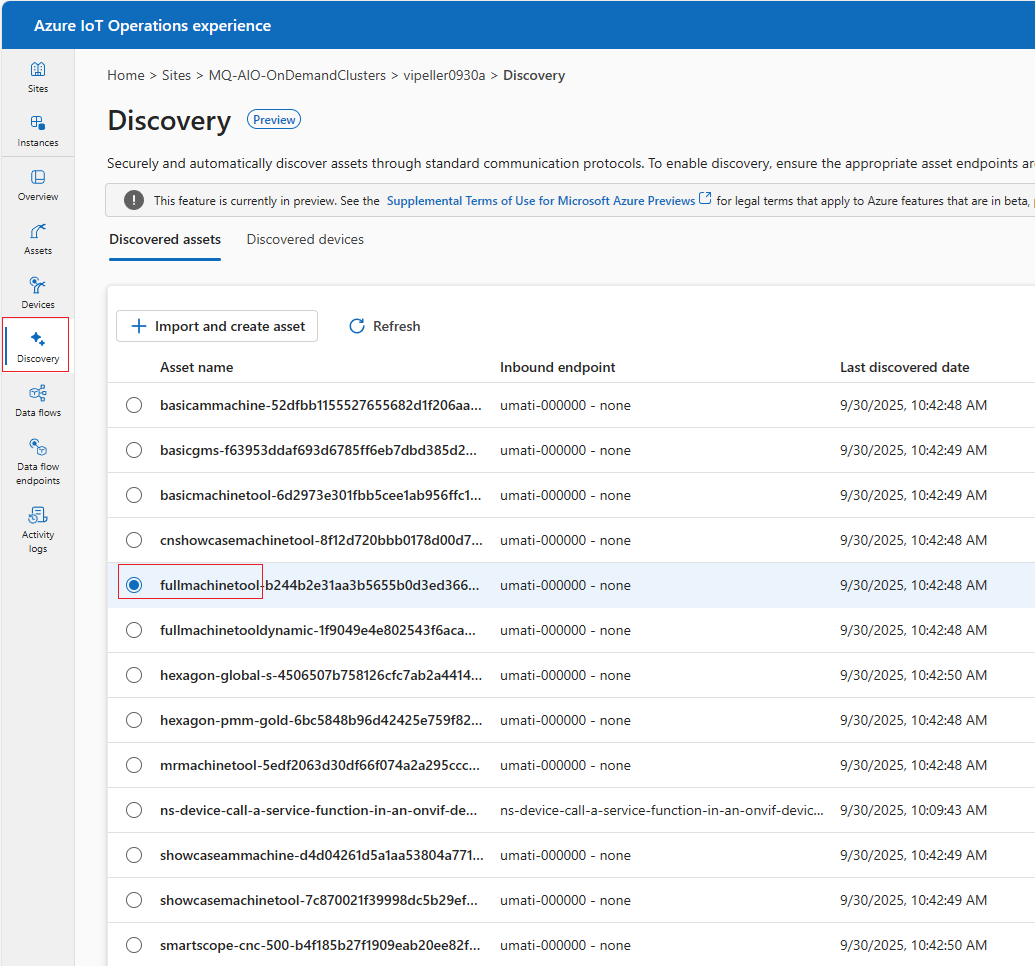 Azure IoT Operations experience
Sites
Instances
Overview
Assets
Devices
Discovery
Data flows
Data flow
endpoints
Activity
logs
Home > Sites > MQ-AIO-OnDemandClusters > vipeller0930a > Discovery
Discovery Preview
Securely and automatically discover assets through standard communication protocols. To enable discovery, ensure the appropriate asset endpoints
! This feature is currently in preview. See the Supplemental Terms of Use for Microsoft Azure Previews for legal terms that apply to Azure features that are in beta,
Discovered assets Discovered devices
Import and create asset Refresh
Asset name Inbound endpoint Last discovered date
basicammachine-52dfbb1155527655682d1f206aa... umati-000000 - none 9/30/2025, 10:42:48 AM
basicgms-f63953ddaf693d6785ff6eb7dbd385d2... umati-000000 - none 9/30/2025, 10:42:49 AM
basicmachinetool-6d2973e301fbb5cee1ab956ffc1... umati-000000 - none 9/30/2025, 10:42:49 AM
cnshowcasemachinetool-8f12d720bbb0178d00d7... umati-000000 - none 9/30/2025, 10:42:48 AM
fullmachinetool-b244b2e31aa3b5655b0d3ed366... umati-000000 - none 9/30/2025, 10:42:48 AM
fullmachinetooldynamic-1f9049e4e802543f6aca... umati-000000 - none 9/30/2025, 10:42:48 AM
hexagon-global-s-4506507b758126cfc7ab2a4414... umati-000000 - none 9/30/2025, 10:42:50 AM
hexagon-pmm-gold-6bc5848b96d42425e759f82... umati-000000 - none 9/30/2025, 10:42:48 AM
mrmachinetool-5edf2063d30df66f074a2a295ccc... umati-000000 - none 9/30/2025, 10:42:48 AM
ns-device-call-a-service-function-in-an-onvif-de... ns-device-call-a-service-function-in-an-onvif-devic... 9/30/2025, 10:09:43 AM
showcaseammachine-d4d04261d5a1aa53804a771... umati-000000 - none 9/30/2025, 10:42:49 AM
showcasemachinetool-7c870021f39998dc5b29ef... umati-000000 - none 9/30/2025, 10:42:49 AM
smartscope-cnc-500-b4f185b27f1909eab20ee82f... umati-000000 - none 9/30/2025, 10:42:50 AM